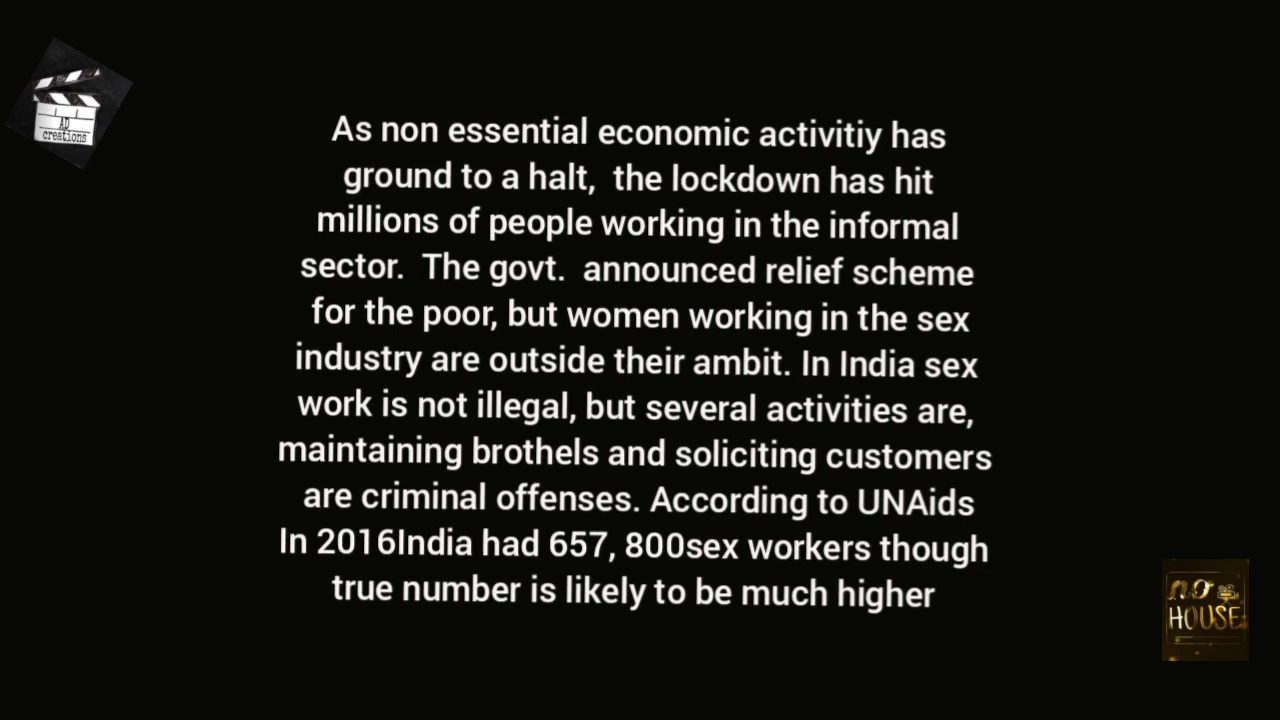 AD
creations
As non essential economic activitiy has
ground to a halt,  the lockdown has hit
millions of people working in the informal
sector.  The govt.  announced relief scheme
for the poor, but women working in the sex
industry are outside their ambit. In India sex
work is not illegal, but several activities are,
maintaining brothels and soliciting customers
are criminal offenses. According to UNAids
In 2016India had 657, 800sex workers though
true number is likely to be much higher
no
HOUSE